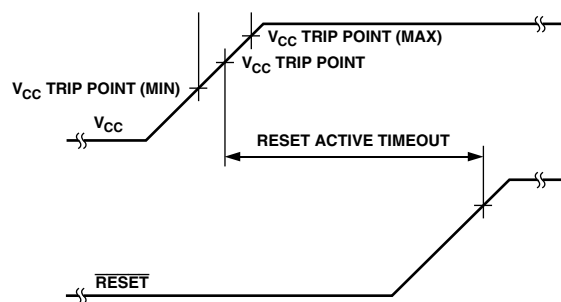 V_CC TRIP POINT (MAX)
V_CC TRIP POINT
V_CC TRIP POINT (MIN)
V_CC
RESET ACTIVE TIMEOUT
RESET